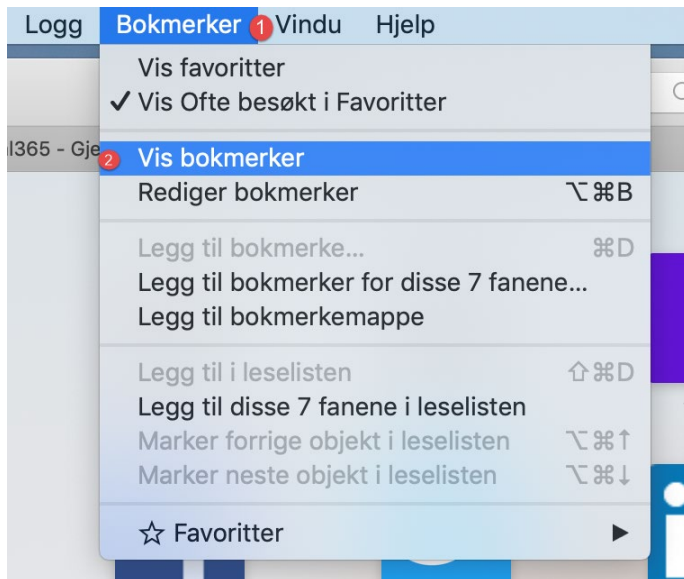 Logg Bokmerker 1 Vindu Hjelp
Vis favoritter
✓ Vis Ofte besøkt i Favoritter
l365 - Gje
2 Vis bokmerker
Rediger bokmerker ⌥⌘B
Legg til bokmerke... ⌘D
Legg til bokmerker for disse 7 fanene...
Legg til bokmerkemappe
Legg til i leselisten ⇧⌘D
Legg til disse 7 fanene i leselisten
Marker forrige objekt i leselisten ⌥⌘↑
Marker neste objekt i leselisten ⌥⌘↓
☆ Favoritter ▶